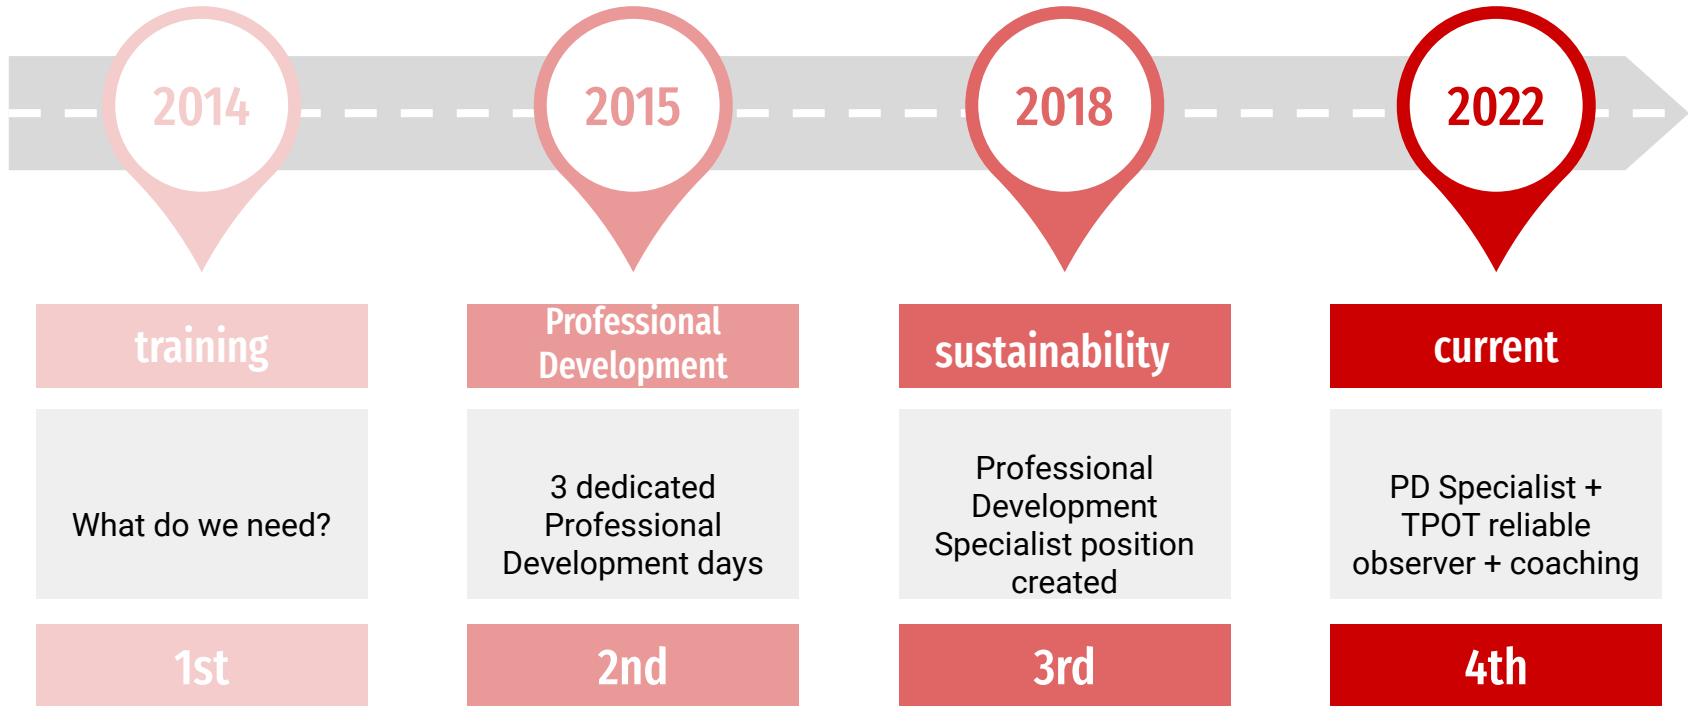 2014
2015
2018
2022
training
Professional
Development
sustainability
current
What do we need?
3 dedicated
Professional
Development days
Professional
Development
Specialist position
created
PD Specialist +
TPOT reliable
observer + coaching
1st
2nd
3rd
4th